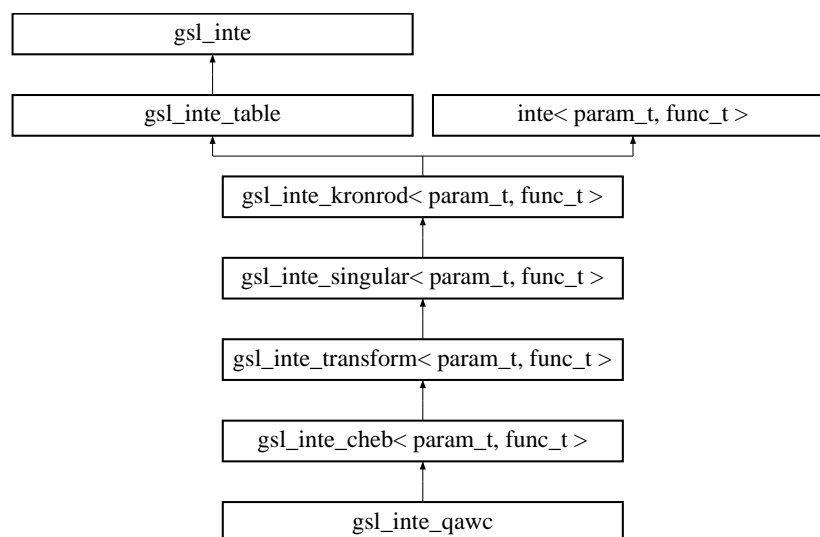 gsl_inte
gsl_inte_table
inte< param_t, func_t >
gsl_inte_kronrod< param_t, func_t >
gsl_inte_singular< param_t, func_t >
gsl_inte_transform< param_t, func_t >
gsl_inte_cheb< param_t, func_t >
gsl_inte_qawc